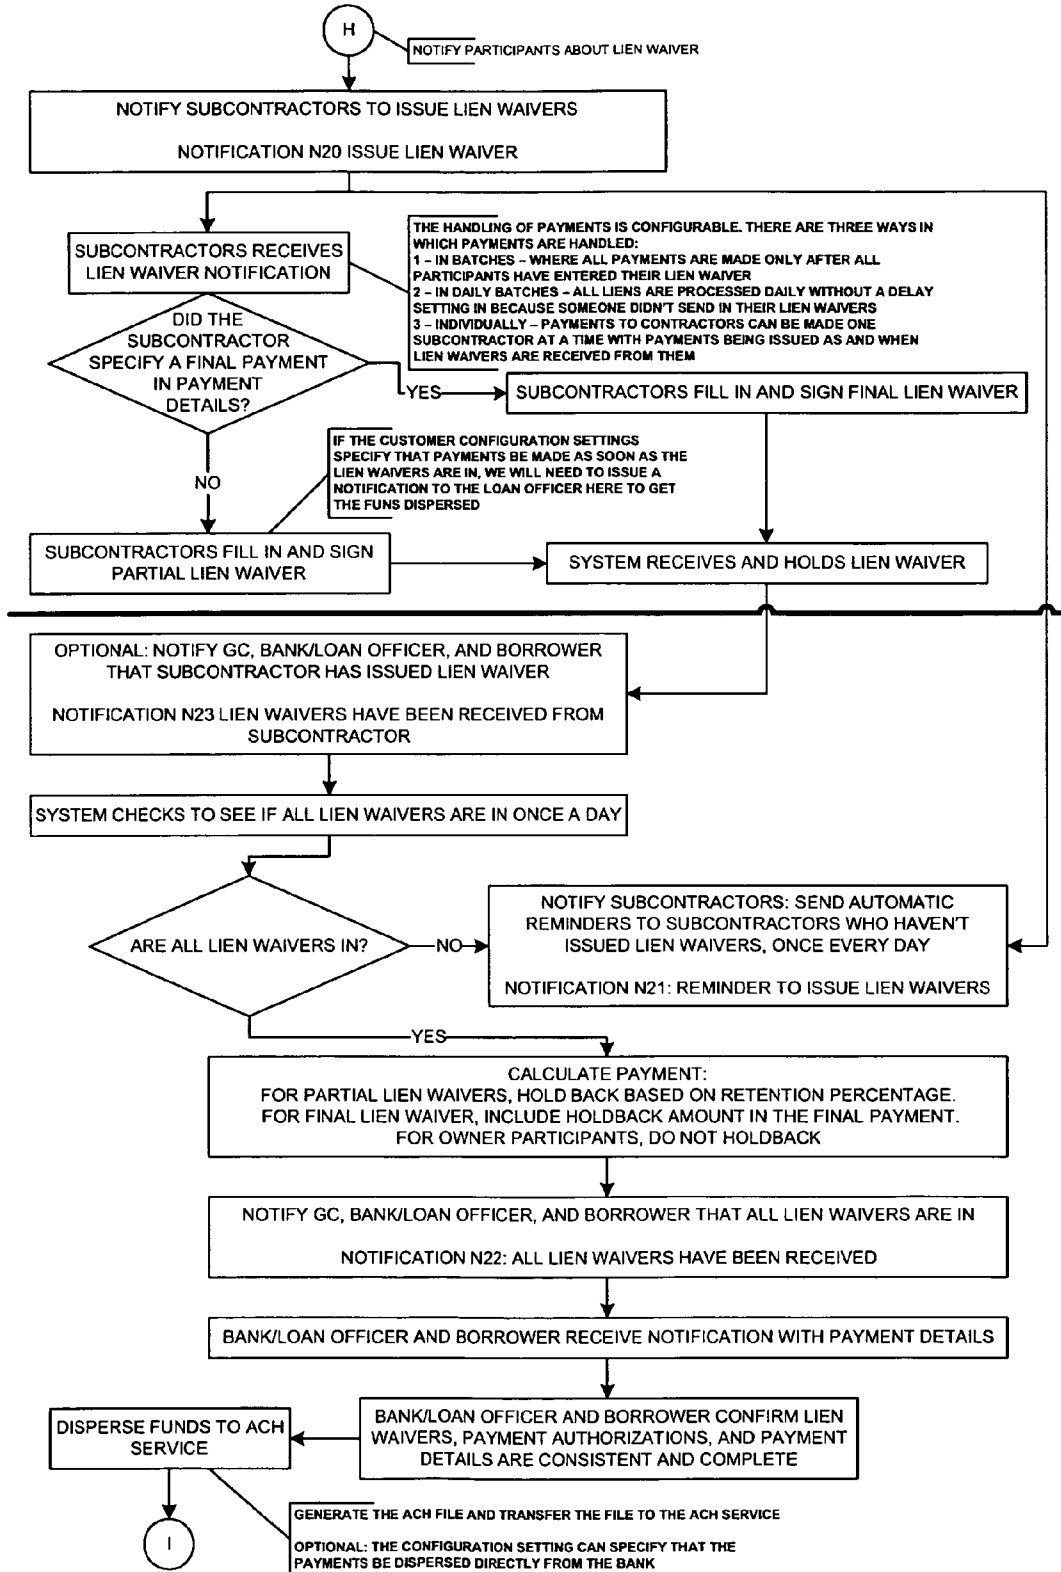 H
NOTIFY PARTICIPANTS ABOUT LIEN WAIVER
NOTIFY SUBCONTRACTORS TO ISSUE LIEN WAIVERS
NOTIFICATION N20 ISSUE LIEN WAIVER
SUBCONTRACTORS RECEIVES
LIEN WAIVER NOTIFICATION
THE HANDLING OF PAYMENTS IS CONFIGURABLE. THERE ARE THREE WAYS IN
WHICH PAYMENTS ARE HANDLED:
1 – IN BATCHES – WHERE ALL PAYMENTS ARE MADE ONLY AFTER ALL
PARTICIPANTS HAVE ENTERED THEIR LIEN WAIVER
2 – IN DAILY BATCHES – ALL LIENS ARE PROCESSED DAILY WITHOUT A DELAY
SETTING IN BECAUSE SOMEONE DIDN'T SEND IN THEIR LIEN WAIVERS
3 – INDIVIDUALLY – PAYMENTS TO CONTRACTORS CAN BE MADE ONE
SUBCONTRACTOR AT A TIME WITH PAYMENTS BEING ISSUED AS AND WHEN
LIEN WAIVERS ARE RECEIVED FROM THEM
DID THE
SUBCONTRACTOR
SPECIFY A FINAL PAYMENT
IN PAYMENT
DETAILS?
YES
SUBCONTRACTORS FILL IN AND SIGN FINAL LIEN WAIVER
IF THE CUSTOMER CONFIGURATION SETTINGS
SPECIFY THAT PAYMENTS BE MADE AS SOON AS THE
LIEN WAIVERS ARE IN, WE WILL NEED TO ISSUE A
NOTIFICATION TO THE LOAN OFFICER HERE TO GET
THE FUNS DISPERSED
NO
SUBCONTRACTORS FILL IN AND SIGN
PARTIAL LIEN WAIVER
SYSTEM RECEIVES AND HOLDS LIEN WAIVER
OPTIONAL: NOTIFY GC, BANK/LOAN OFFICER, AND BORROWER
THAT SUBCONTRACTOR HAS ISSUED LIEN WAIVER
NOTIFICATION N23 LIEN WAIVERS HAVE BEEN RECEIVED FROM
SUBCONTRACTOR
SYSTEM CHECKS TO SEE IF ALL LIEN WAIVERS ARE IN ONCE A DAY
ARE ALL LIEN WAIVERS IN?
NO
NOTIFY SUBCONTRACTORS: SEND AUTOMATIC
REMINDERS TO SUBCONTRACTORS WHO HAVEN'T
ISSUED LIEN WAIVERS, ONCE EVERY DAY
NOTIFICATION N21: REMINDER TO ISSUE LIEN WAIVERS
YES
CALCULATE PAYMENT:
FOR PARTIAL LIEN WAIVERS, HOLD BACK BASED ON RETENTION PERCENTAGE.
FOR FINAL LIEN WAIVER, INCLUDE HOLDBACK AMOUNT IN THE FINAL PAYMENT.
FOR OWNER PARTICIPANTS, DO NOT HOLDBACK
NOTIFY GC, BANK/LOAN OFFICER, AND BORROWER THAT ALL LIEN WAIVERS ARE IN
NOTIFICATION N22: ALL LIEN WAIVERS HAVE BEEN RECEIVED
BANK/LOAN OFFICER AND BORROWER RECEIVE NOTIFICATION WITH PAYMENT DETAILS
BANK/LOAN OFFICER AND BORROWER CONFIRM LIEN
WAIVERS, PAYMENT AUTHORIZATIONS, AND PAYMENT
DETAILS ARE CONSISTENT AND COMPLETE
DISPERSE FUNDS TO ACH
SERVICE
GENERATE THE ACH FILE AND TRANSFER THE FILE TO THE ACH SERVICE
OPTIONAL: THE CONFIGURATION SETTING CAN SPECIFY THAT THE
PAYMENTS BE DISPERSED DIRECTLY FROM THE BANK
I